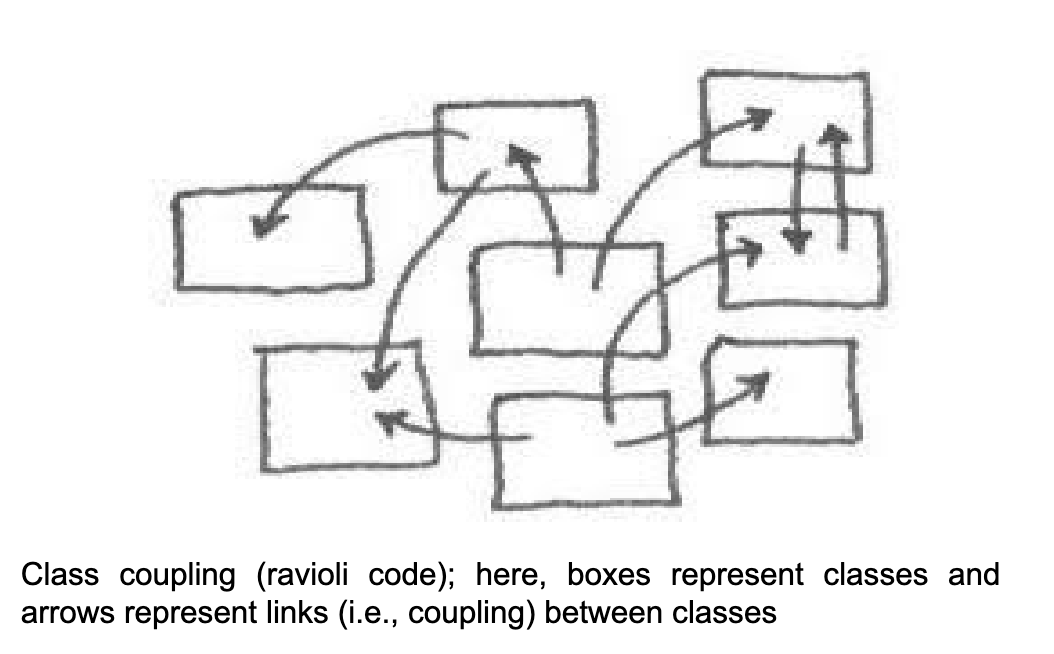 Class coupling (ravioli code); here, boxes represent classes and
arrows represent links (i.e., coupling) between classes